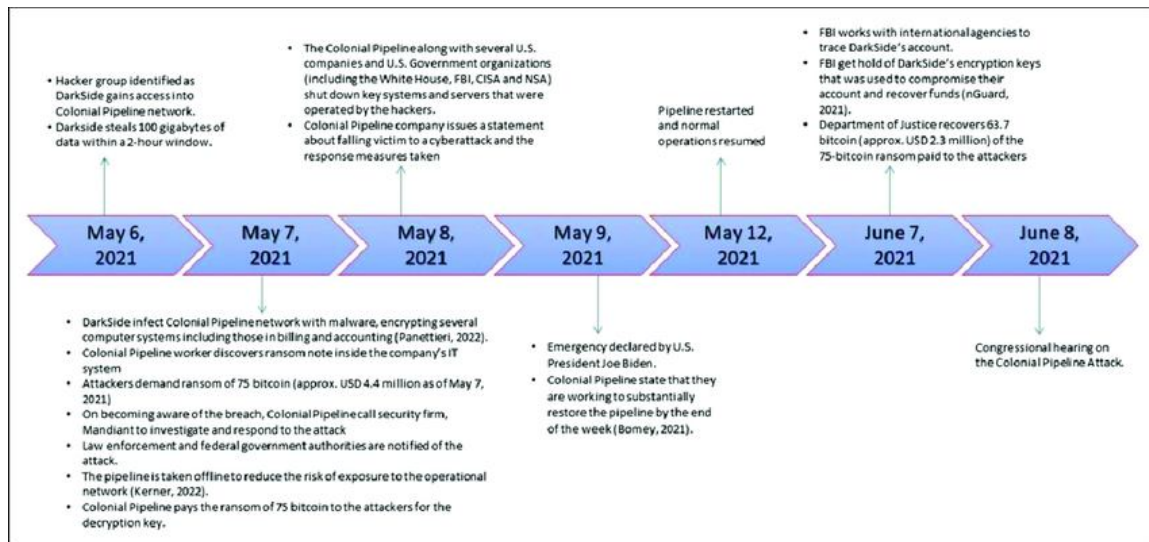 • Hacker group identified as
DarkSide gains access into
Colonial Pipeline network.
• Darkside steals 100 gigabytes of
data within a 2-hour window.
• The Colonial Pipeline along with several U.S.
companies and U.S. Government organizations
(including the White House, FBI, CISA and NSA)
shut down key systems and servers that were
operated by the hackers.
• Colonial Pipeline company issues a statement
about falling victim to a cyberattack and the
response measures taken
Pipeline restarted
and normal
operations resumed
• FBI works with international agencies to
trace DarkSide's account.
• FBI get hold of DarkSide's encryption keys
that was used to compromise their
account and recover funds (nGuard,
2021).
• Department of Justice recovers 63.7
bitcoin (approx. USD 2.3 million) of the
75-bitcoin ransom paid to the attackers
May 6,
2021
May 7,
2021
May 8,
2021
May 9,
2021
May 12,
2021
June 7,
2021
June 8,
2021
• DarkSide infect Colonial Pipeline network with malware, encrypting several
computer systems including those in billing and accounting (Panettieri, 2022).
• Colonial Pipeline worker discovers ransom note inside the company's IT
system
• Attackers demand ransom of 75 bitcoin (approx. USD 4.4 million as of May 7,
2021)
• On becoming aware of the breach, Colonial Pipeline call security firm,
Mandiant to investigate and respond to the attack
• Law enforcement and federal government authorities are notified of the
attack.
• The pipeline is taken offline to reduce the risk of exposure to the operational
network (Kerner, 2022).
• Colonial Pipeline pays the ransom of 75 bitcoin to the attackers for the
decryption key.
• Emergency declared by U.S.
President Joe Biden.
• Colonial Pipeline state that they
are working to substantially
restore the pipeline by the end
of the week (Bomey, 2021).
Congressional hearing on
the Colonial Pipeline Attack.